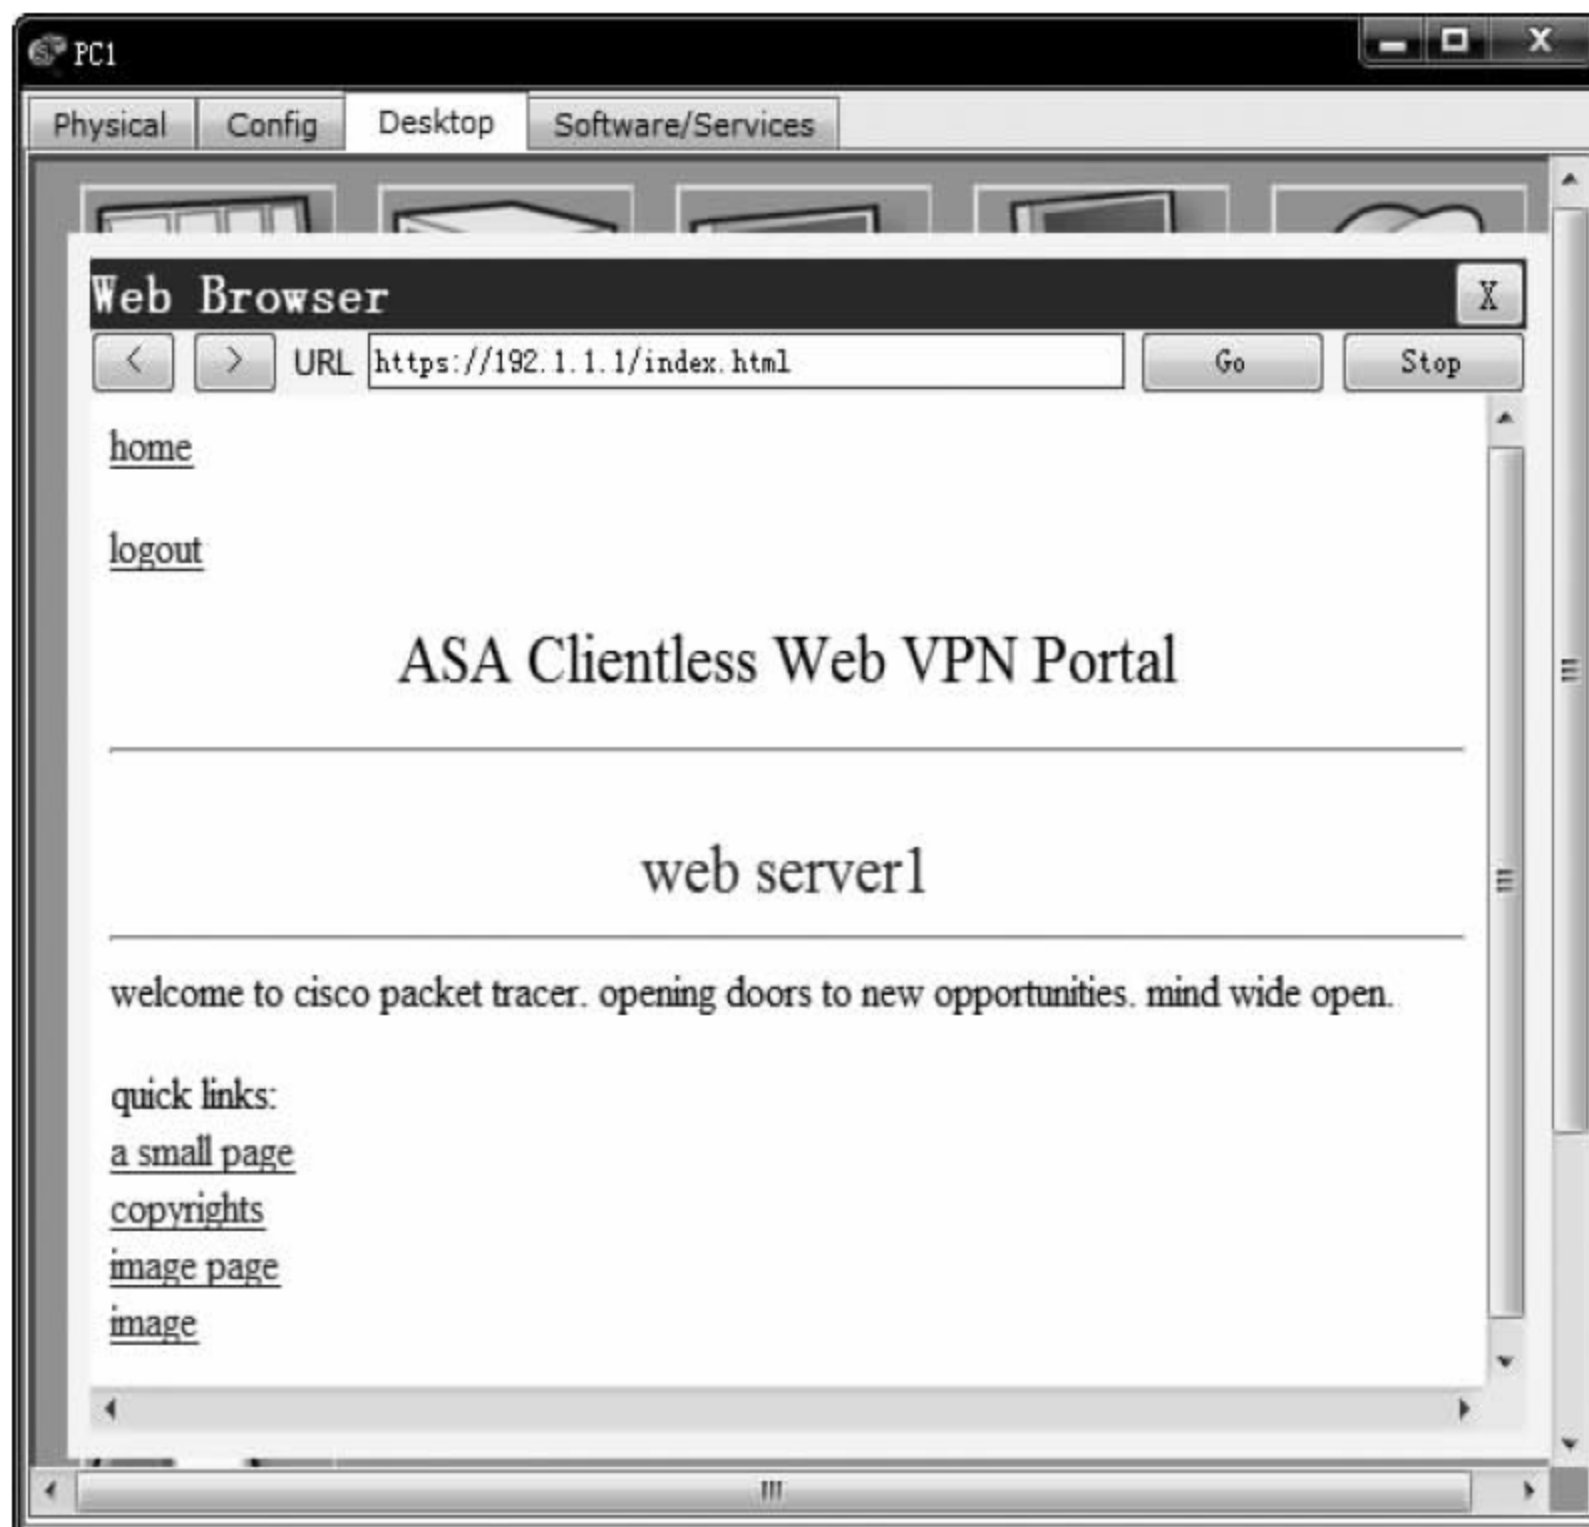 PC1
X
Physical Config Desktop Software/Services
Web Browser X
< > URL https://192.1.1.1/index.html Go Stop
home
logout
ASA Clientless Web VPN Portal
web server1
welcome to cisco packet tracer. opening doors to new opportunities. mind wide open.
quick links:
a small page
copyrights
image page
image